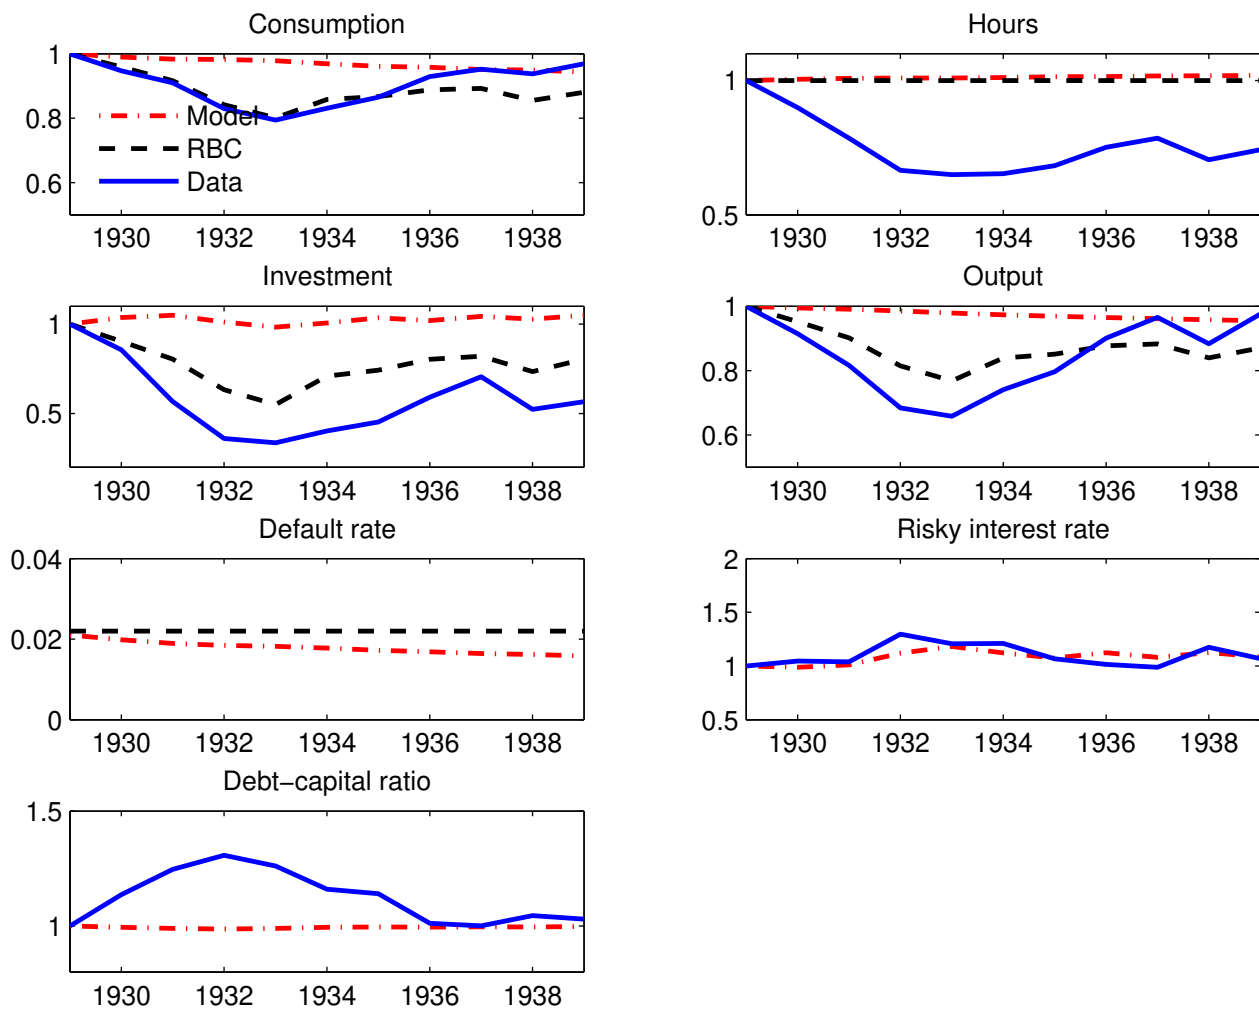 Consumption
1
0.8
0.6
Model
RBC
Data
1930 1932 1934 1936 1938
Hours
1
0.5
1930 1932 1934 1936 1938
Investment
1
0.5
1930 1932 1934 1936 1938
Output
1
0.8
0.6
1930 1932 1934 1936 1938
Default rate
0.04
0.02
0
1930 1932 1934 1936 1938
Risky interest rate
2
1.5
1
0.5
1930 1932 1934 1936 1938
Debt−capital ratio
1.5
1
1930 1932 1934 1936 1938